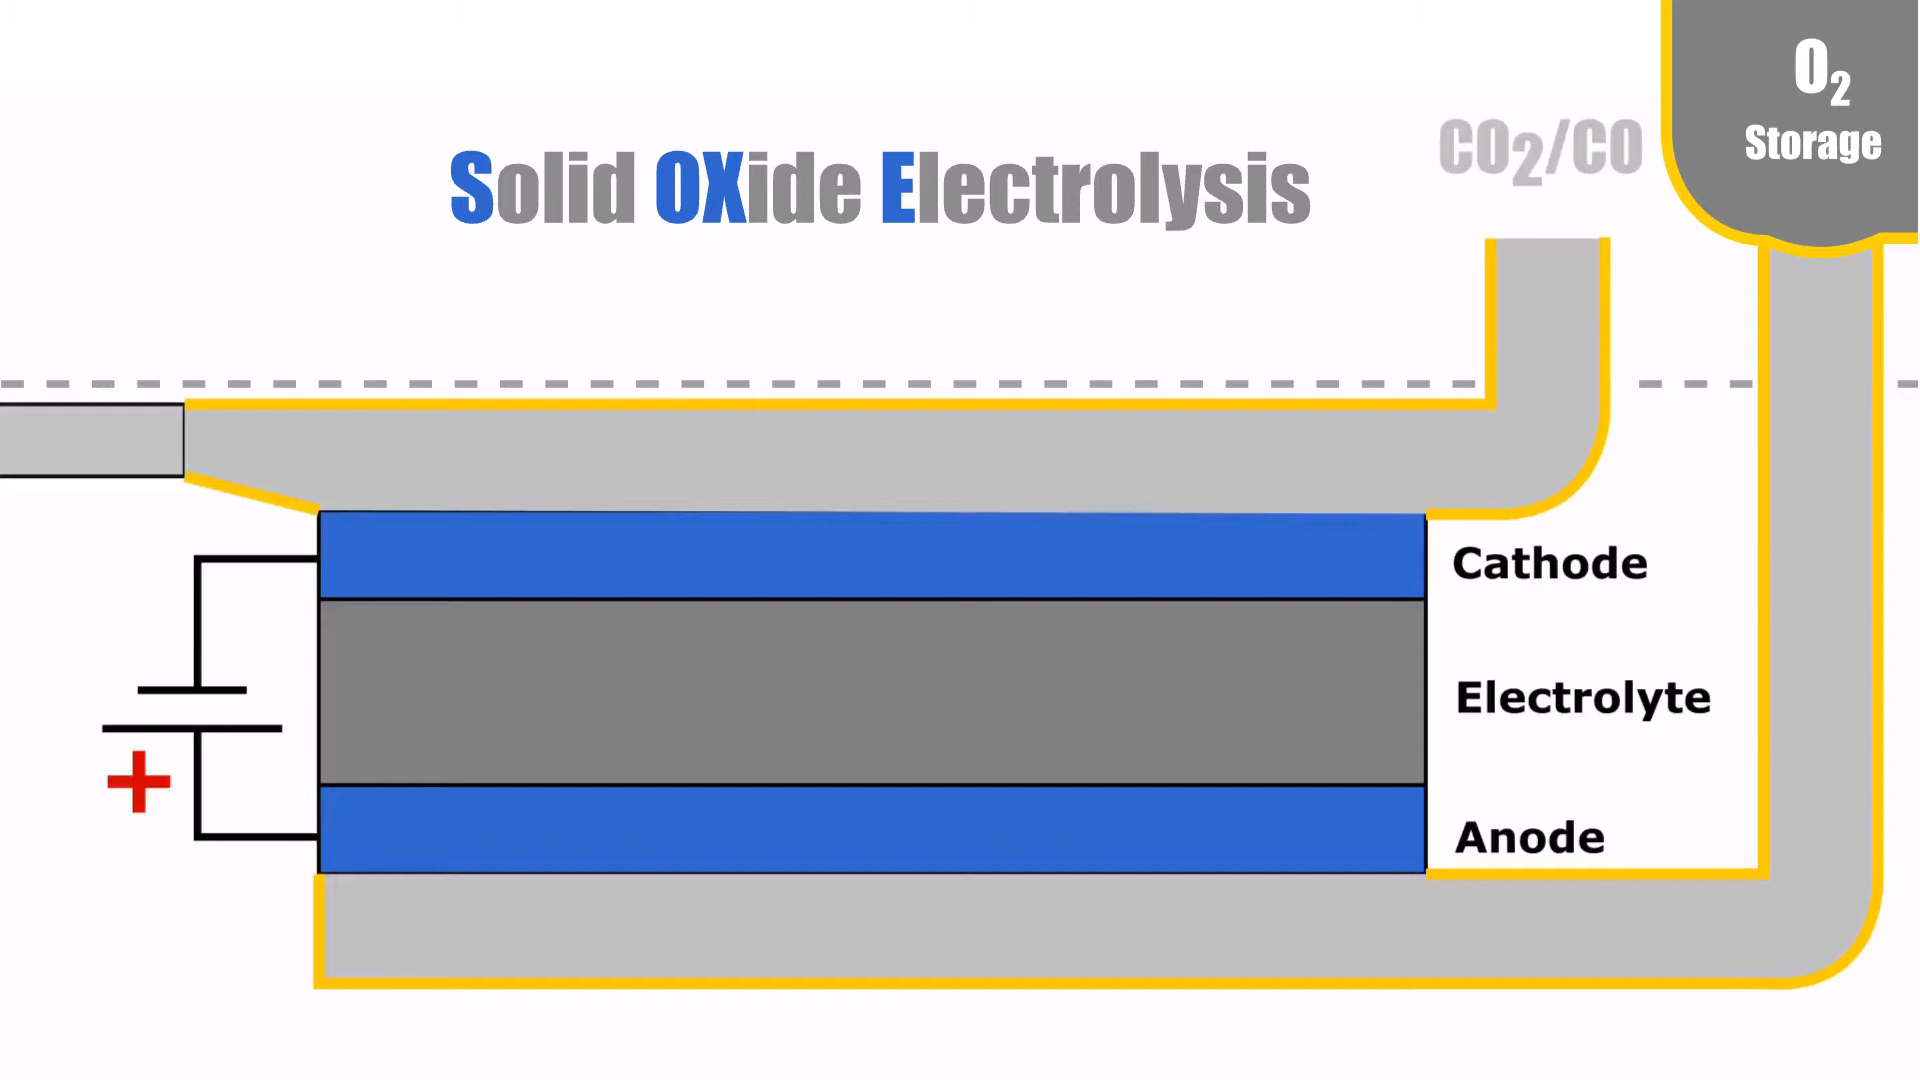 O₂
Storage
CO₂/CO
Solid OXide Electrolysis
Cathode
Electrolyte
+
Anode